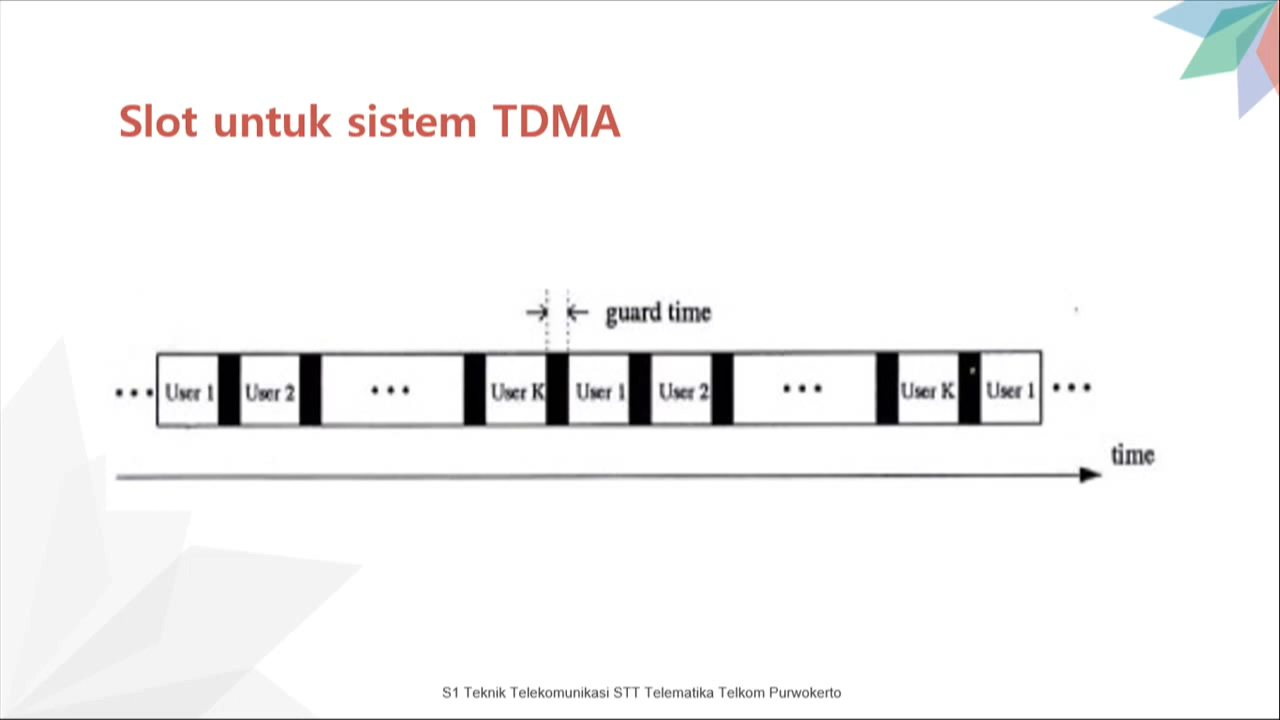 Slot untuk sistem TDMA
guard time
••• User 1 User 2 ••• User K User 1 User 2 ••• User K User 1 •••
time
S1 Teknik Telekomunikasi STT Telematika Telkom Purwokerto